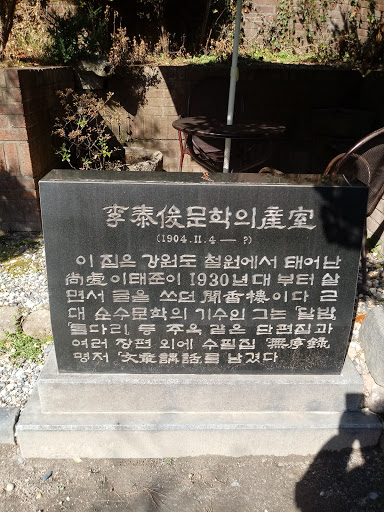 李泰俊문학의産室
(1904.11.4 — ?)
이 집은 강원도 철원에서 태어난
尙虛 이태준이 1930년대 부터 살
면서 글을 쓰던 聞香樓이다 근
대 순수문학의 기수인 그는 「달밤」
「돌다리」 등 주옥 같은 단편집과
여러 장편 외에 수필집 「無序錄」
명저 「文章講話」를 남겼다